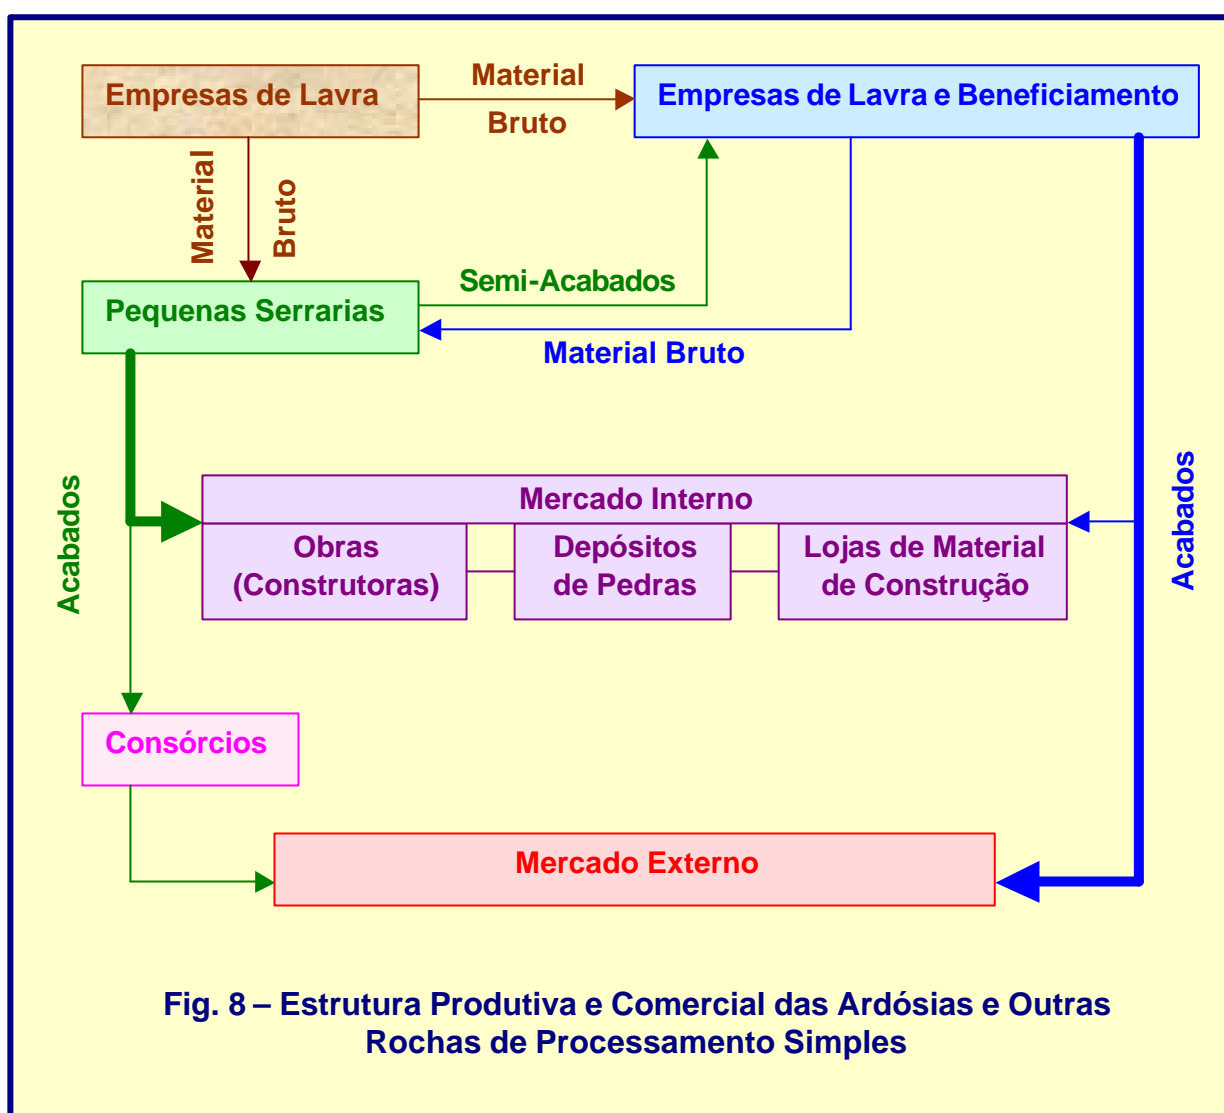 Empresas de Lavra
Material
Bruto
Empresas de Lavra e Beneficiamento
Material
Bruto
Semi-Acabados
Pequenas Serrarias
Material Bruto
Mercado Interno
Obras
(Construtoras)
Depósitos
de Pedras
Lojas de Material
de Construção
Acabados
Acabados
Consórcios
Mercado Externo
Fig. 8 – Estrutura Produtiva e Comercial das Ardósias e Outras
Rochas de Processamento Simples